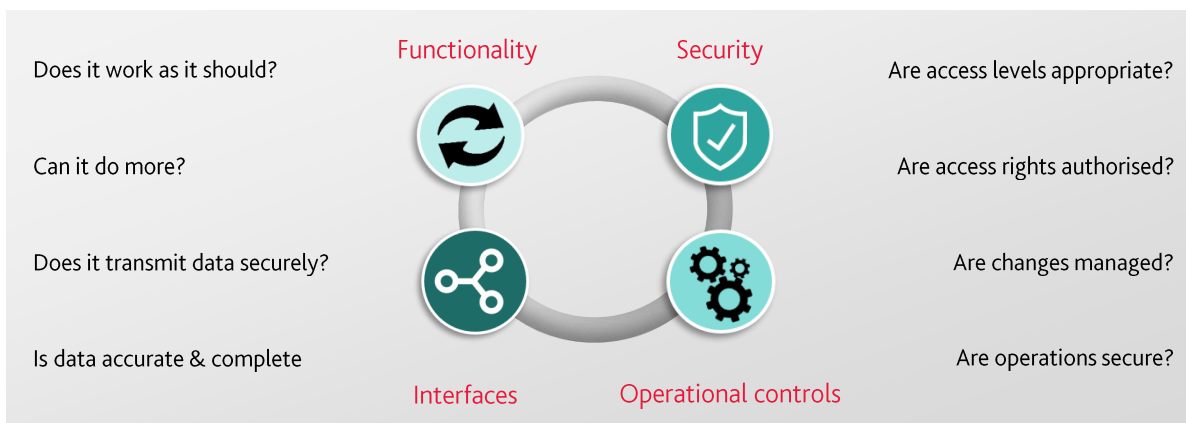 Functionality
Security
Does it work as it should?
Are access levels appropriate?
Can it do more?
Are access rights authorised?
Does it transmit data securely?
Are changes managed?
Is data accurate & complete
Are operations secure?
Interfaces
Operational controls